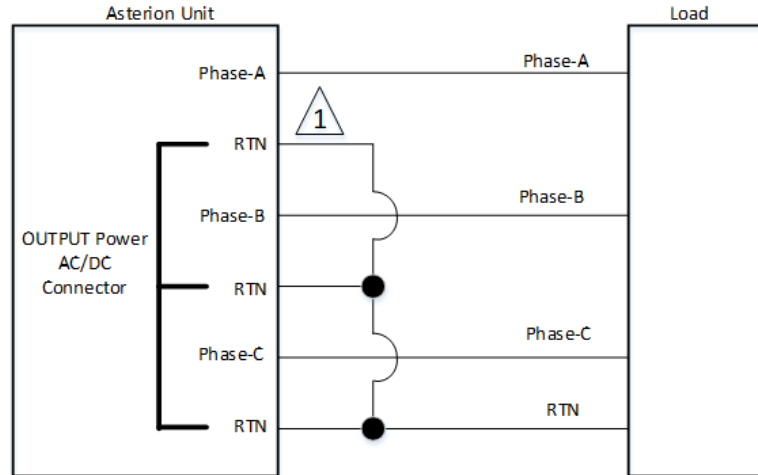 Asterion Unit
Load
Phase-A
Phase-A
1
RTN
Phase-B
Phase-B
OUTPUT Power
AC/DC
Connector
RTN
Phase-C
Phase-C
RTN
RTN